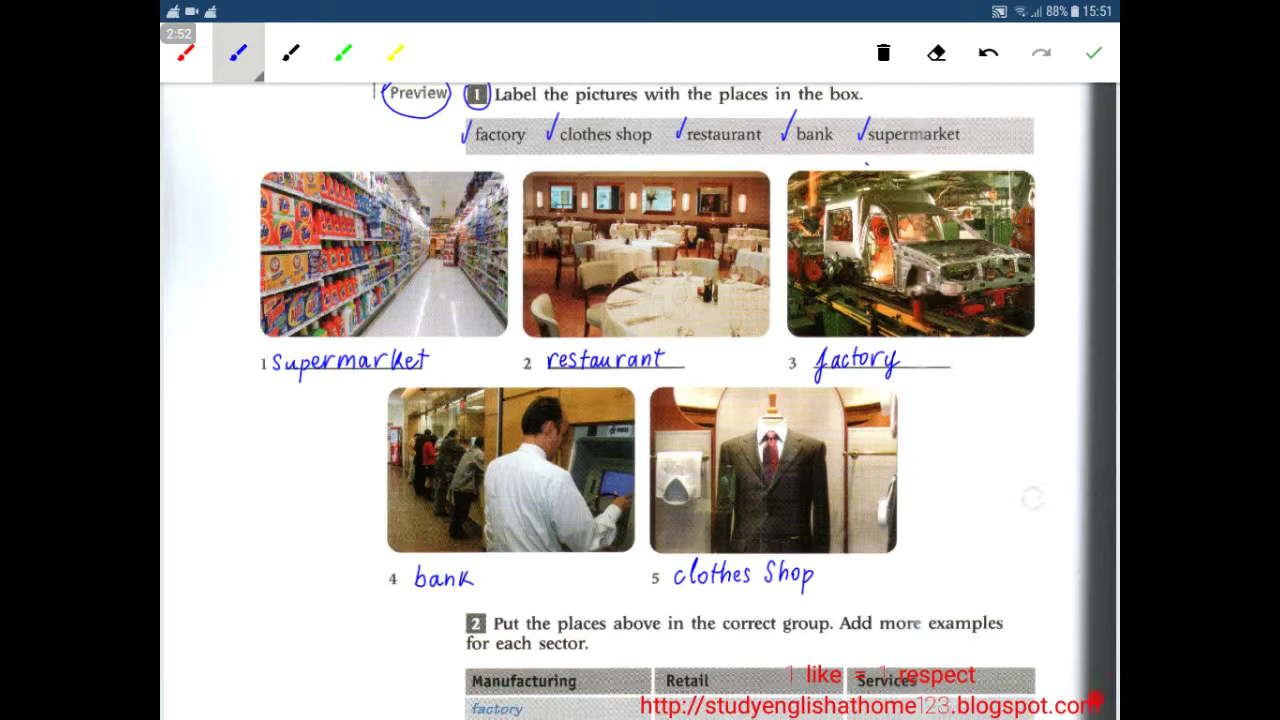 88% 15:51
2:52
Preview 1 Label the pictures with the places in the box.
factory clothes shop restaurant bank supermarket
Tide
1 Supermarket 2 restaurant 3 factory
4 bank 5 clothes Shop
2 Put the places above in the correct group. Add more examples
for each sector.
Manufacturing Retail Services
1 like = 1 respect
factory
http://studyenglishathome123.blogspot.com